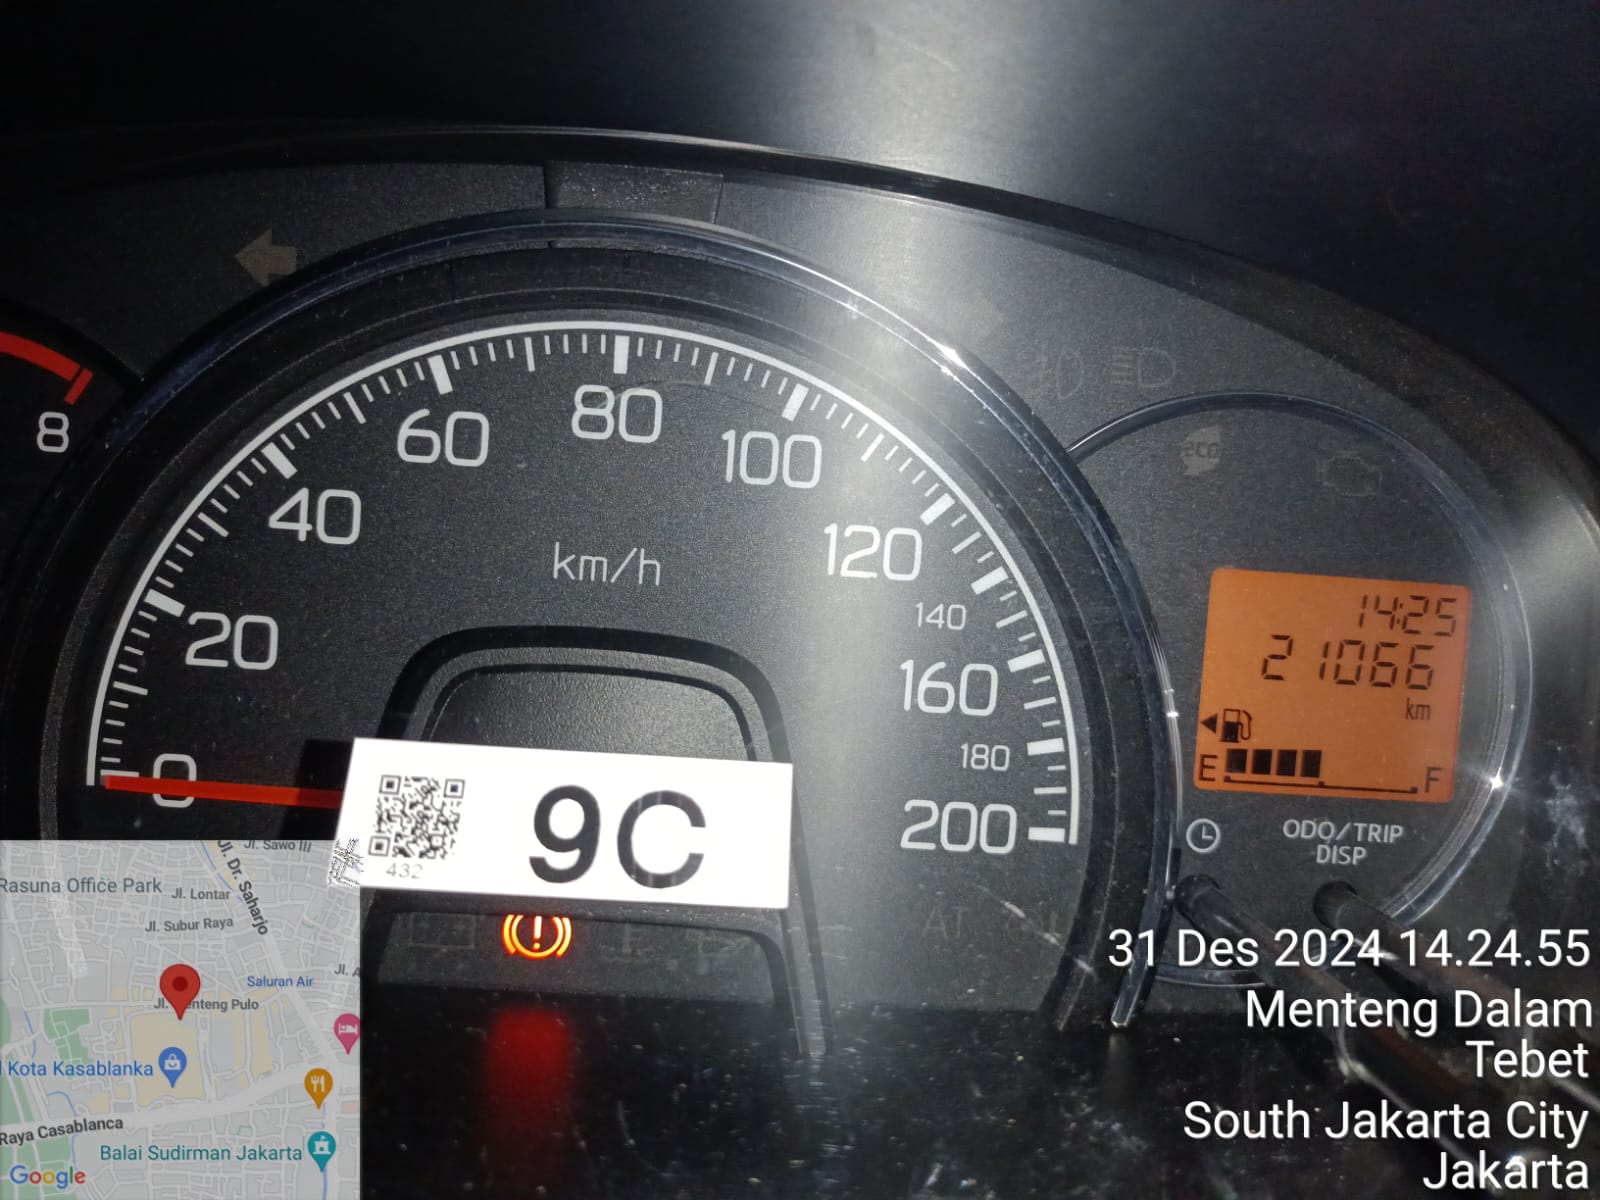 8
0
20
40
60
80
100
120
140
160
180
200
km/h
eco
14:25
21066
km
E
F
ODO/TRIP
DISP
9C
432
31 Des 2024 14.24.55
Menteng Dalam
Tebet
South Jakarta City
Jakarta
Jl. Sawo III
Jl. Dr. Saharjo
Rasuna Office Park
Jl. Lontar
Jl. Subur Raya
Saluran Air
Kota Kasablanka
Raya Casablanca
Balai Sudirman Jakarta
Google